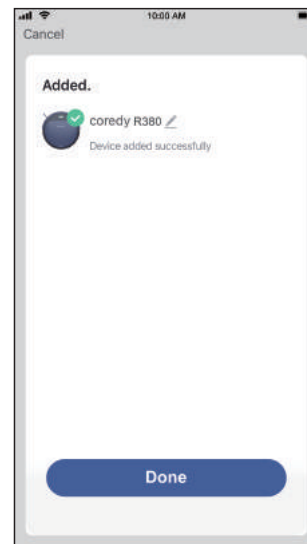 10:00 AM
Cancel
Added.
coredy R380
Device added successfully
Done